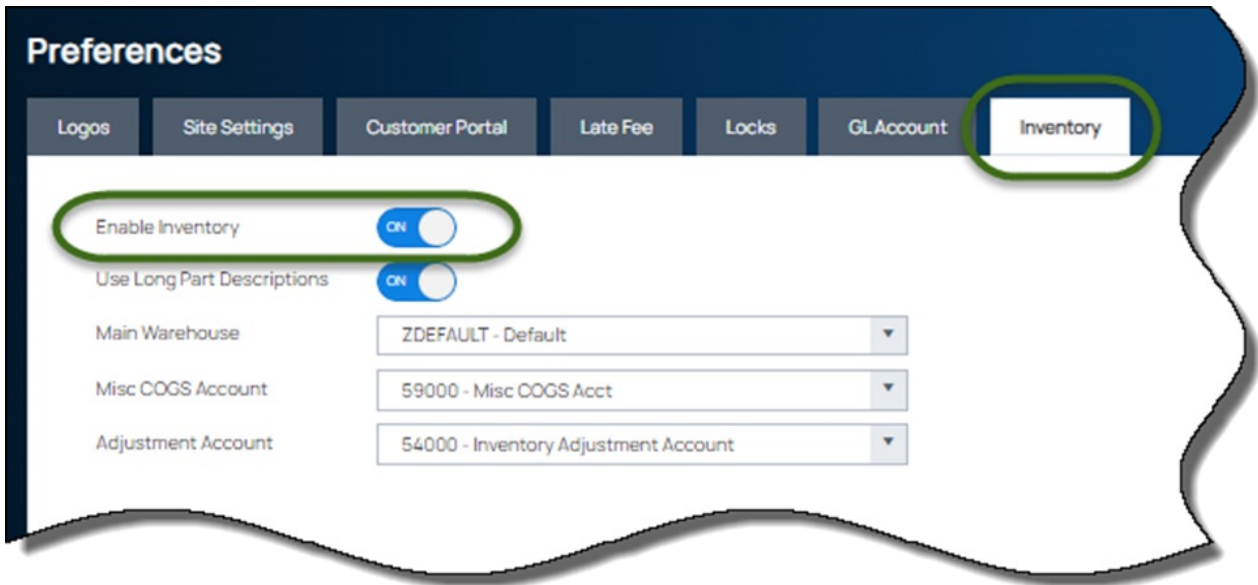 Preferences
Logos Site Settings Customer Portal Late Fee Locks GL Account Inventory
Enable Inventory ON
Use Long Part Descriptions ON
Main Warehouse ZDEFAULT - Default
Misc COGS Account 59000 - Misc COGS Acct
Adjustment Account 54000 - Inventory Adjustment Account